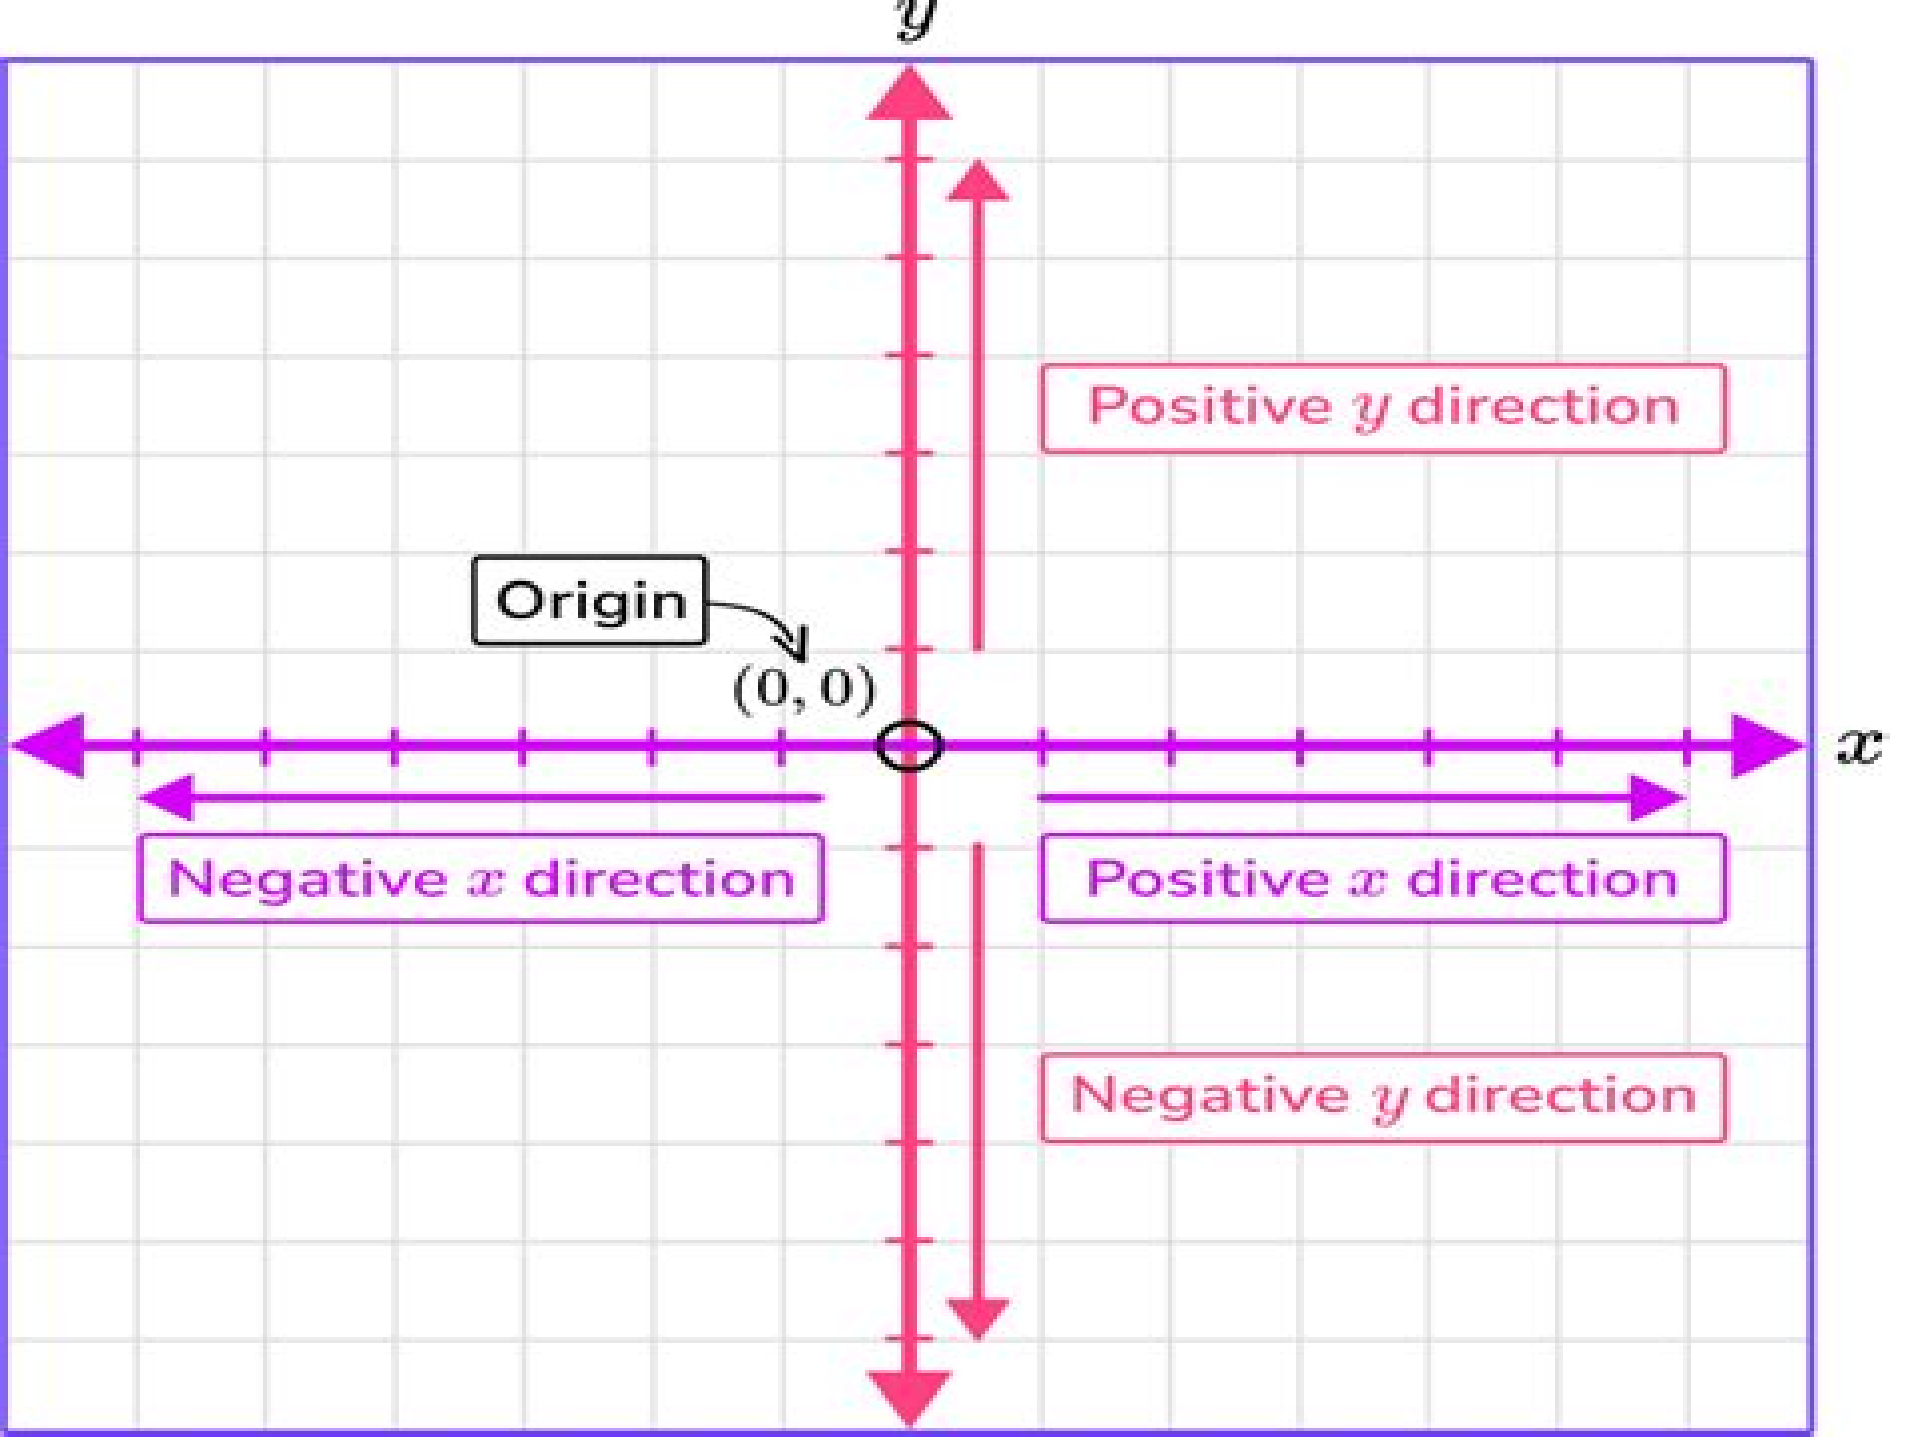 y
Positive y direction
Origin
(0, 0)
x
Negative x direction
Positive x direction
Negative y direction